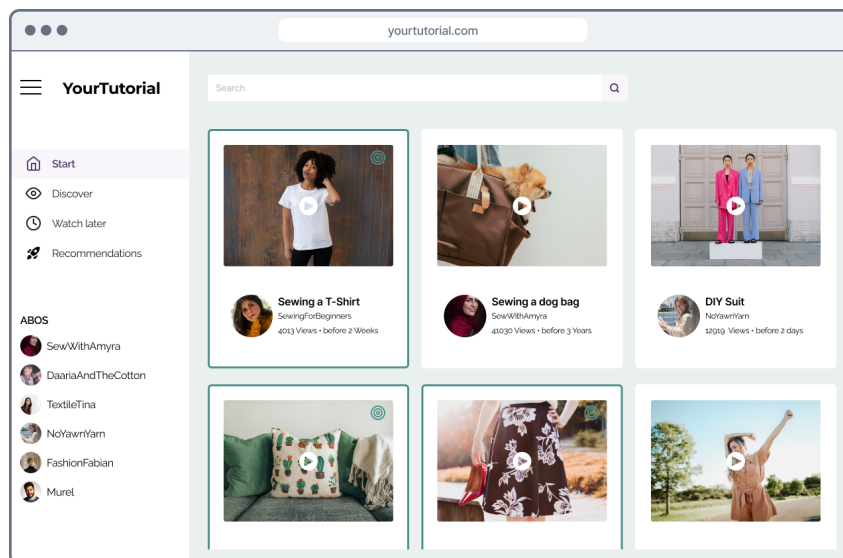 yourtutorial.com
YourTutorial
Search
Start
Discover
Watch later
Recommendations
ABOS
SewWithAmyra
DaariaAndTheCotton
TextileTina
NoYawnYarn
FashionFabian
Murel
Sewing a T-Shirt
SewingForBeginners
4013 Views • before 2 Weeks
Sewing a dog bag
SewWithAmyra
41030 Views • before 3 Years
DIY Suit
NoYawnYarn
12919 Views • before 2 days